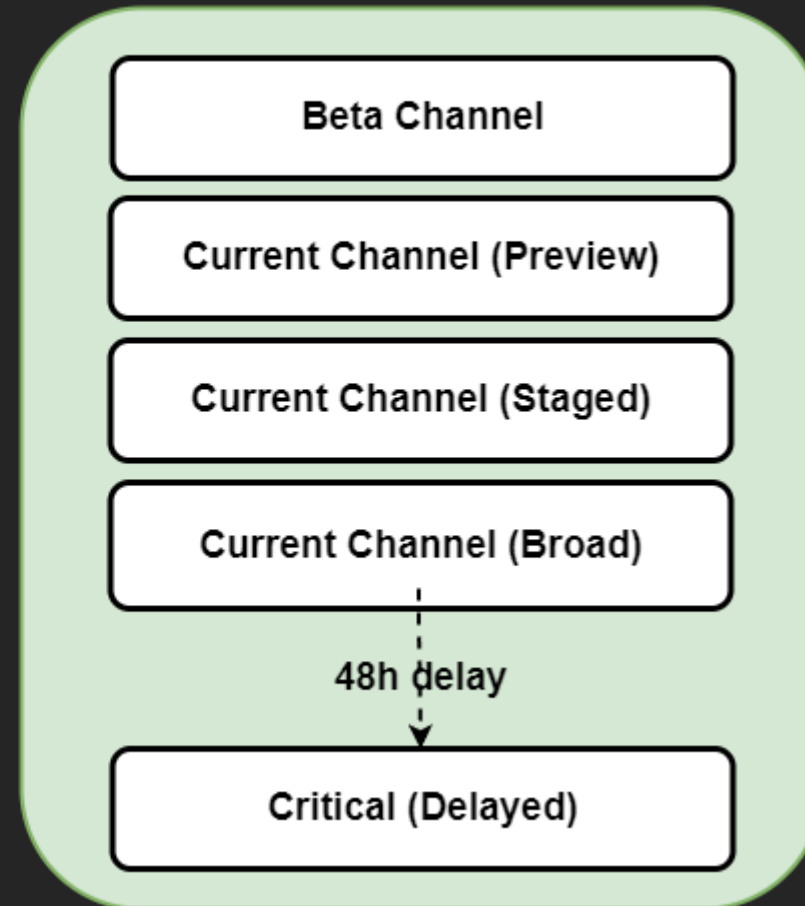 Beta Channel
Current Channel (Preview)
Current Channel (Staged)
Current Channel (Broad)
48h delay
Critical (Delayed)